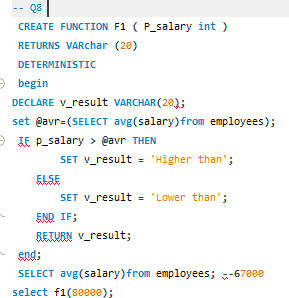 -- Q8
CREATE FUNCTION F1 ( P_salary int )
RETURNS VARchar (20)
DETERMINISTIC
begin
DECLARE v_result VARCHAR(20);
set @avr=(SELECT avg(salary)from employees);
IF p_salary > @avr THEN
SET v_result = 'Higher than';
ELSE
SET v_result = 'Lower than';
END IF;
RETURN v_result;
end;
SELECT avg(salary)from employees; --67000
select f1(80000);